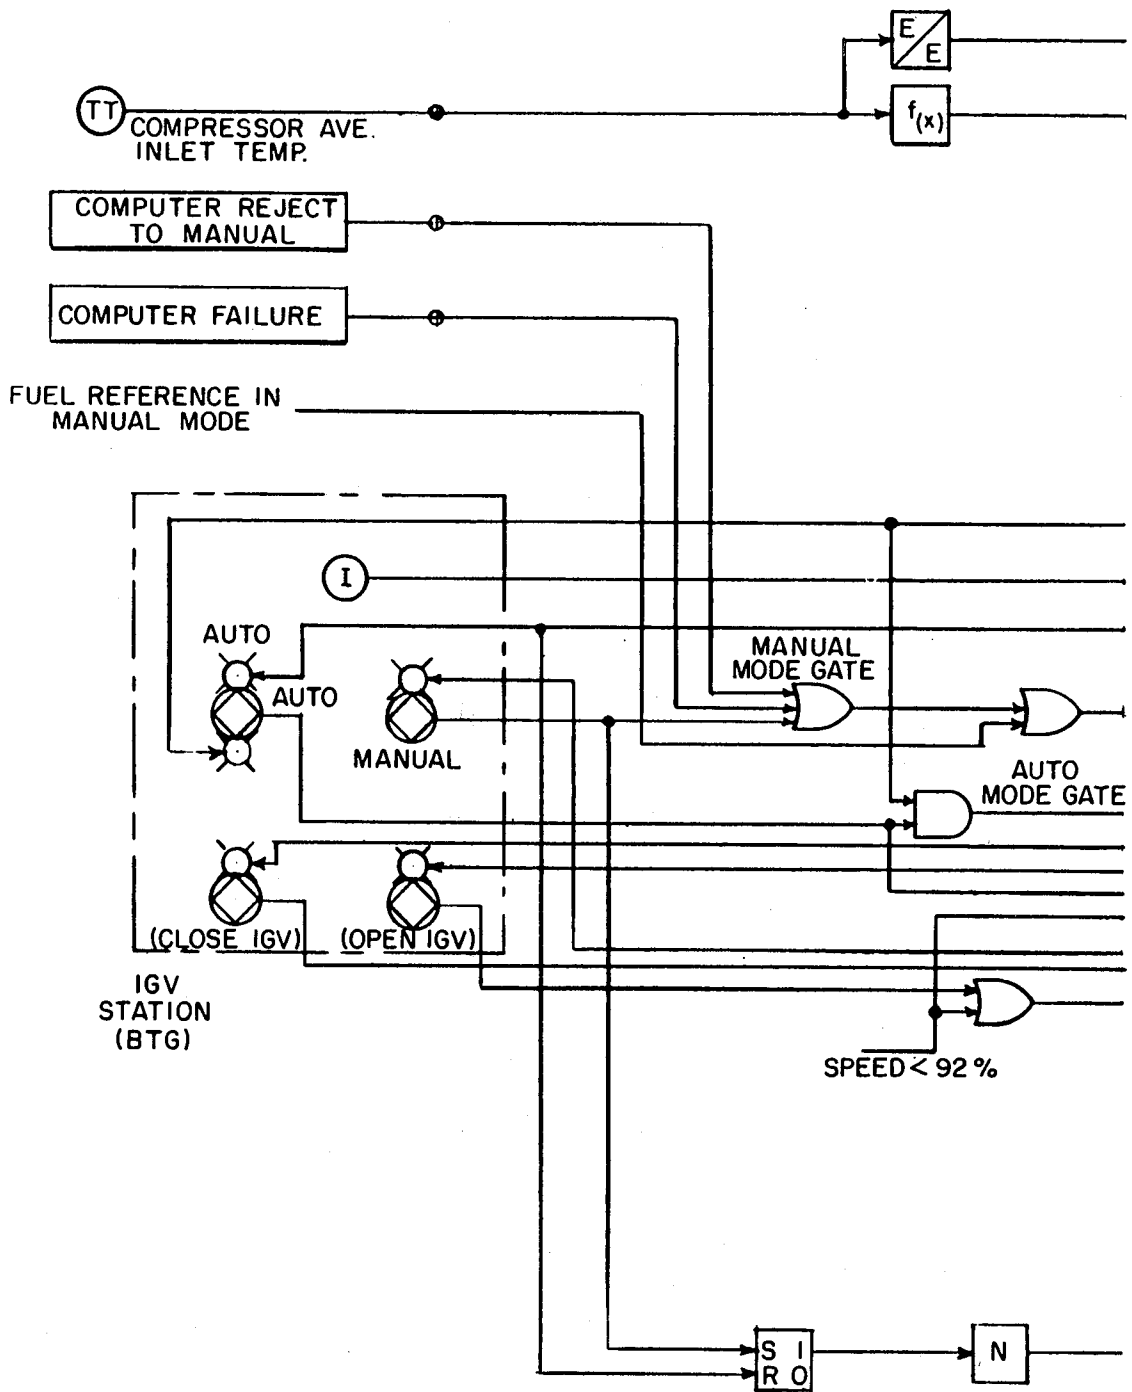 E
E
TT
COMPRESSOR AVE.
INLET TEMP.
f(x)
COMPUTER REJECT
TO MANUAL
COMPUTER FAILURE
FUEL REFERENCE IN
MANUAL MODE
I
AUTO
AUTO
MANUAL
MANUAL
MODE GATE
AUTO
MODE GATE
(CLOSE IGV)
(OPEN IGV)
IGV
STATION
(BTG)
SPEED < 92 %
S I
R O
N